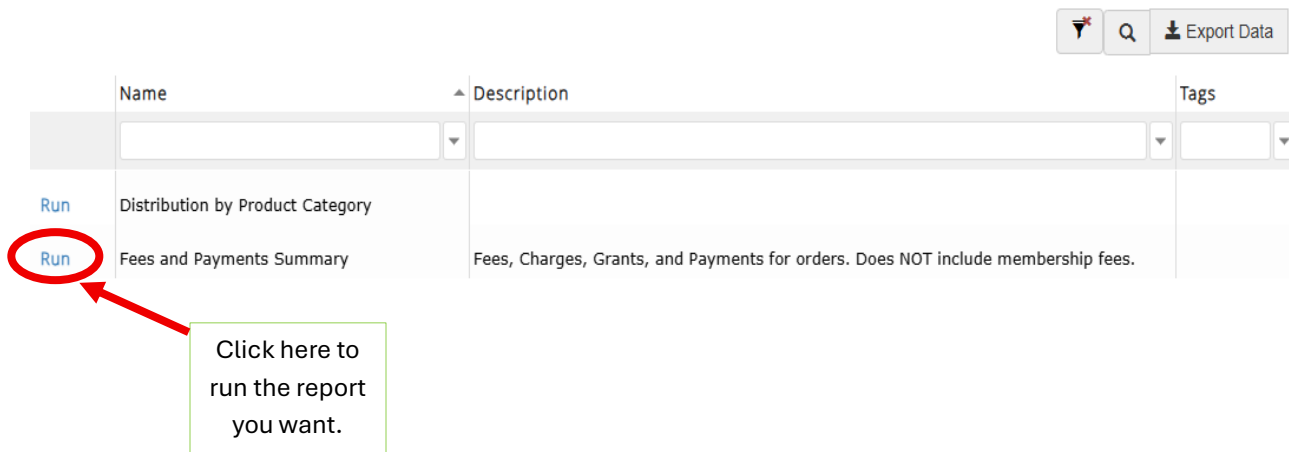 Export Data
Name Description Tags
Run Distribution by Product Category
Run Fees and Payments Summary Fees, Charges, Grants, and Payments for orders. Does NOT include membership fees.
Click here to
run the report
you want.